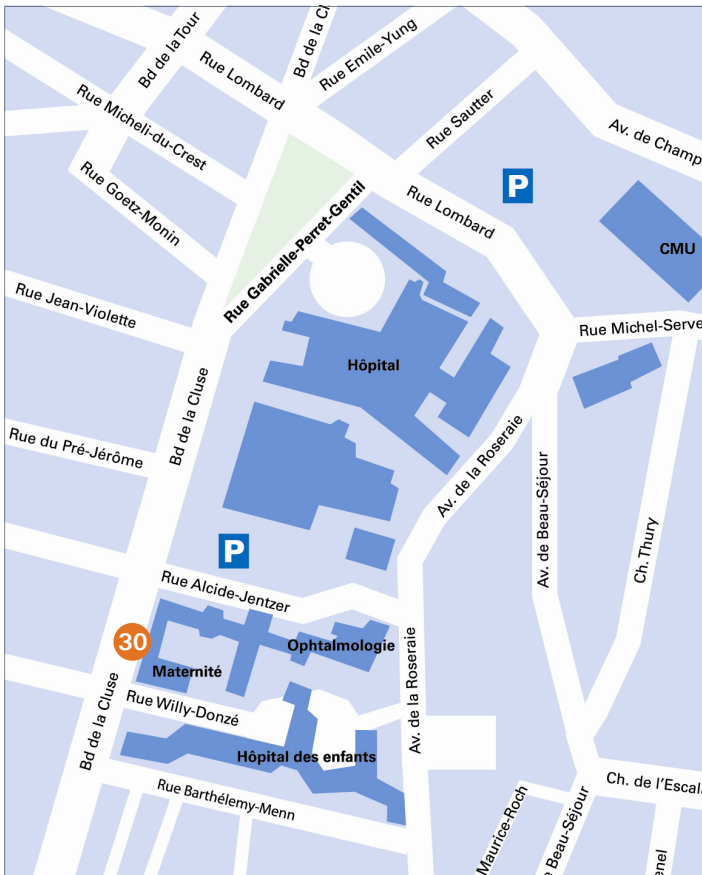 Bd de la Tour
Bd de la Cl
Rue Lombard
Rue Emile-Yung
Rue Micheli-du-Crest
Rue Sautter
Av. de Champ
Rue Goetz-Monin
P
Rue Lombard
CMU
Rue Gabrielle-Perret-Gentil
Rue Jean-Violette
Rue Michel-Serve
Hôpital
Bd de la Cluse
Rue du Pré-Jérôme
Av. de la Roseraie
Av. de Beau-Séjour
Ch. Thury
P
Rue Alcide-Jentzer
30
Ophtalmologie
Maternité
Av. de la Roseraie
Rue Willy-Donzé
Bd de la Cluse
Hôpital des enfants
Rue Barthélemy-Menn
Ch. de l'Escal
Maurice-Roch
e Beau-Séjour
enel